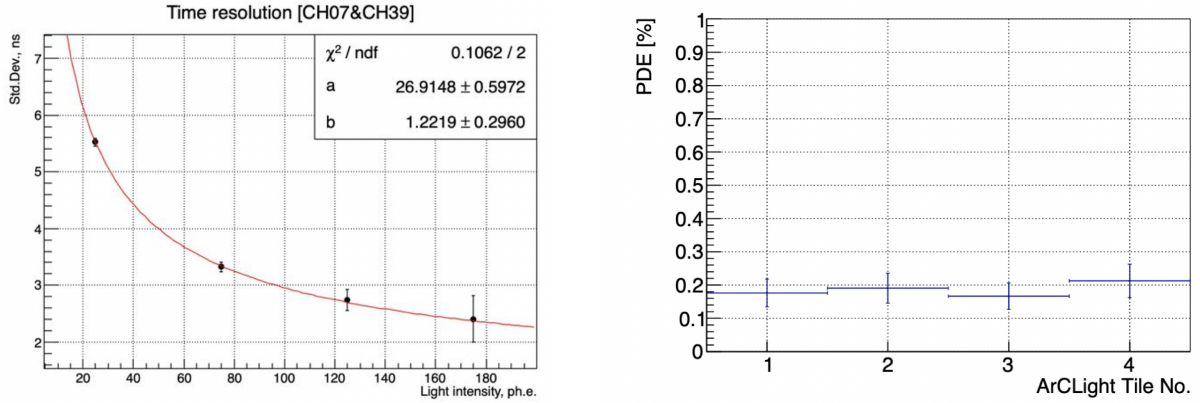 Time resolution [CH07&CH39]
Std.Dev., ns
χ² / ndf 0.1062 / 2
a 26.9148 ± 0.5972
b 1.2219 ± 0.2960
7
6
5
4
3
2
20 40 60 80 100 120 140 160 180
Light intensity, ph.e.
PDE [%]
1
0.9
0.8
0.7
0.6
0.5
0.4
0.3
0.2
0.1
0
1 2 3 4
ArCLight Tile No.